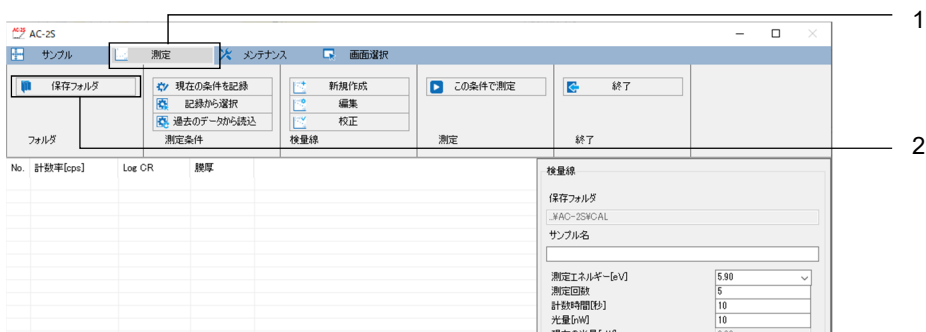 1
AC-2S AC-2S
サンプル 測定 メンテナンス 画面選択
保存フォルダ 現在の条件を記録 新規作成 この条件で測定 終了
記録から選択 編集
過去のデータから読込 校正
フォルダ 測定条件 検量線 測定 終了
2
No. 計数率[cps] Log CR 膜厚
検量線
保存フォルダ
.¥AC-2S¥CAL
サンプル名
測定エネルギー[eV] 5.90
測定回数 5
計数時間[秒] 10
光量[nW] 10